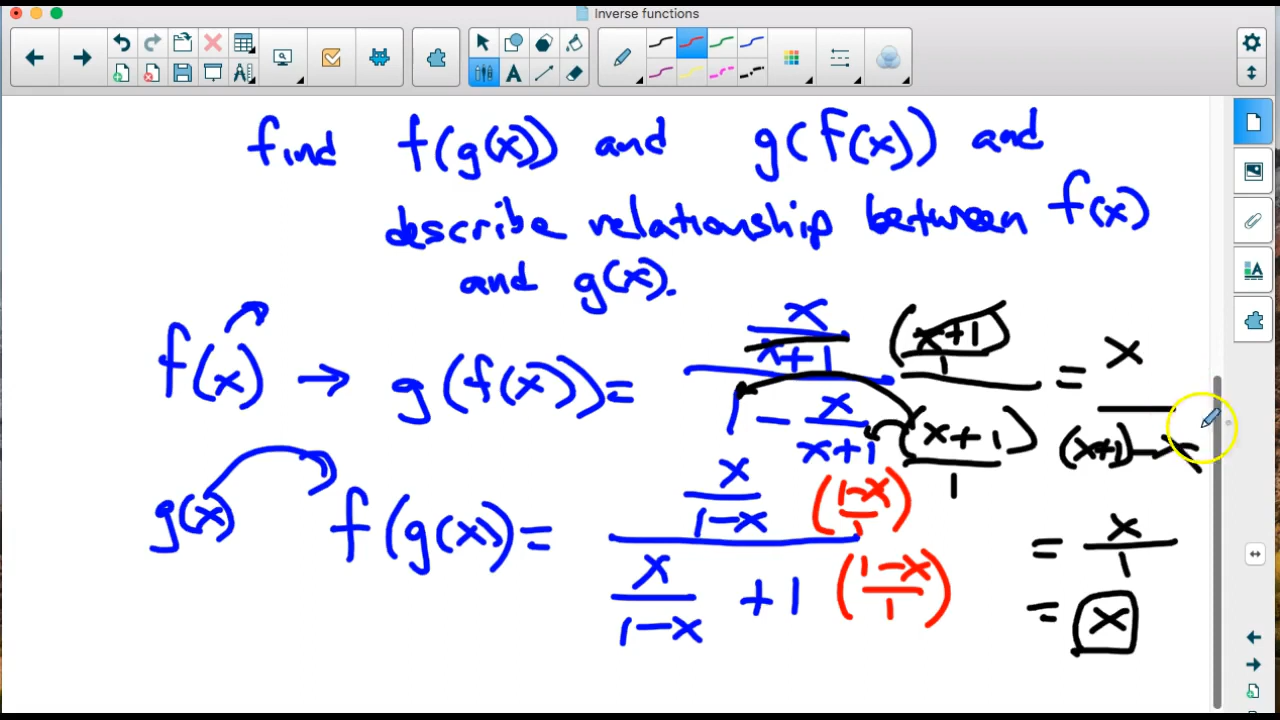 Inverse functions
find f(g(x)) and g(f(x)) and
describe relationship between f(x)
and g(x).
f(x) → g(f(x)) = (x/(x+1)) / (1 - x/(x+1)) ((x+1)/1) / ((x+1)/1) = x / ((x+1) - x)
= x/1
= x
g(x) f(g(x)) = (x/(1-x)) / (x/(1-x) + 1) ((1-x)/1) ((1-x)/1)